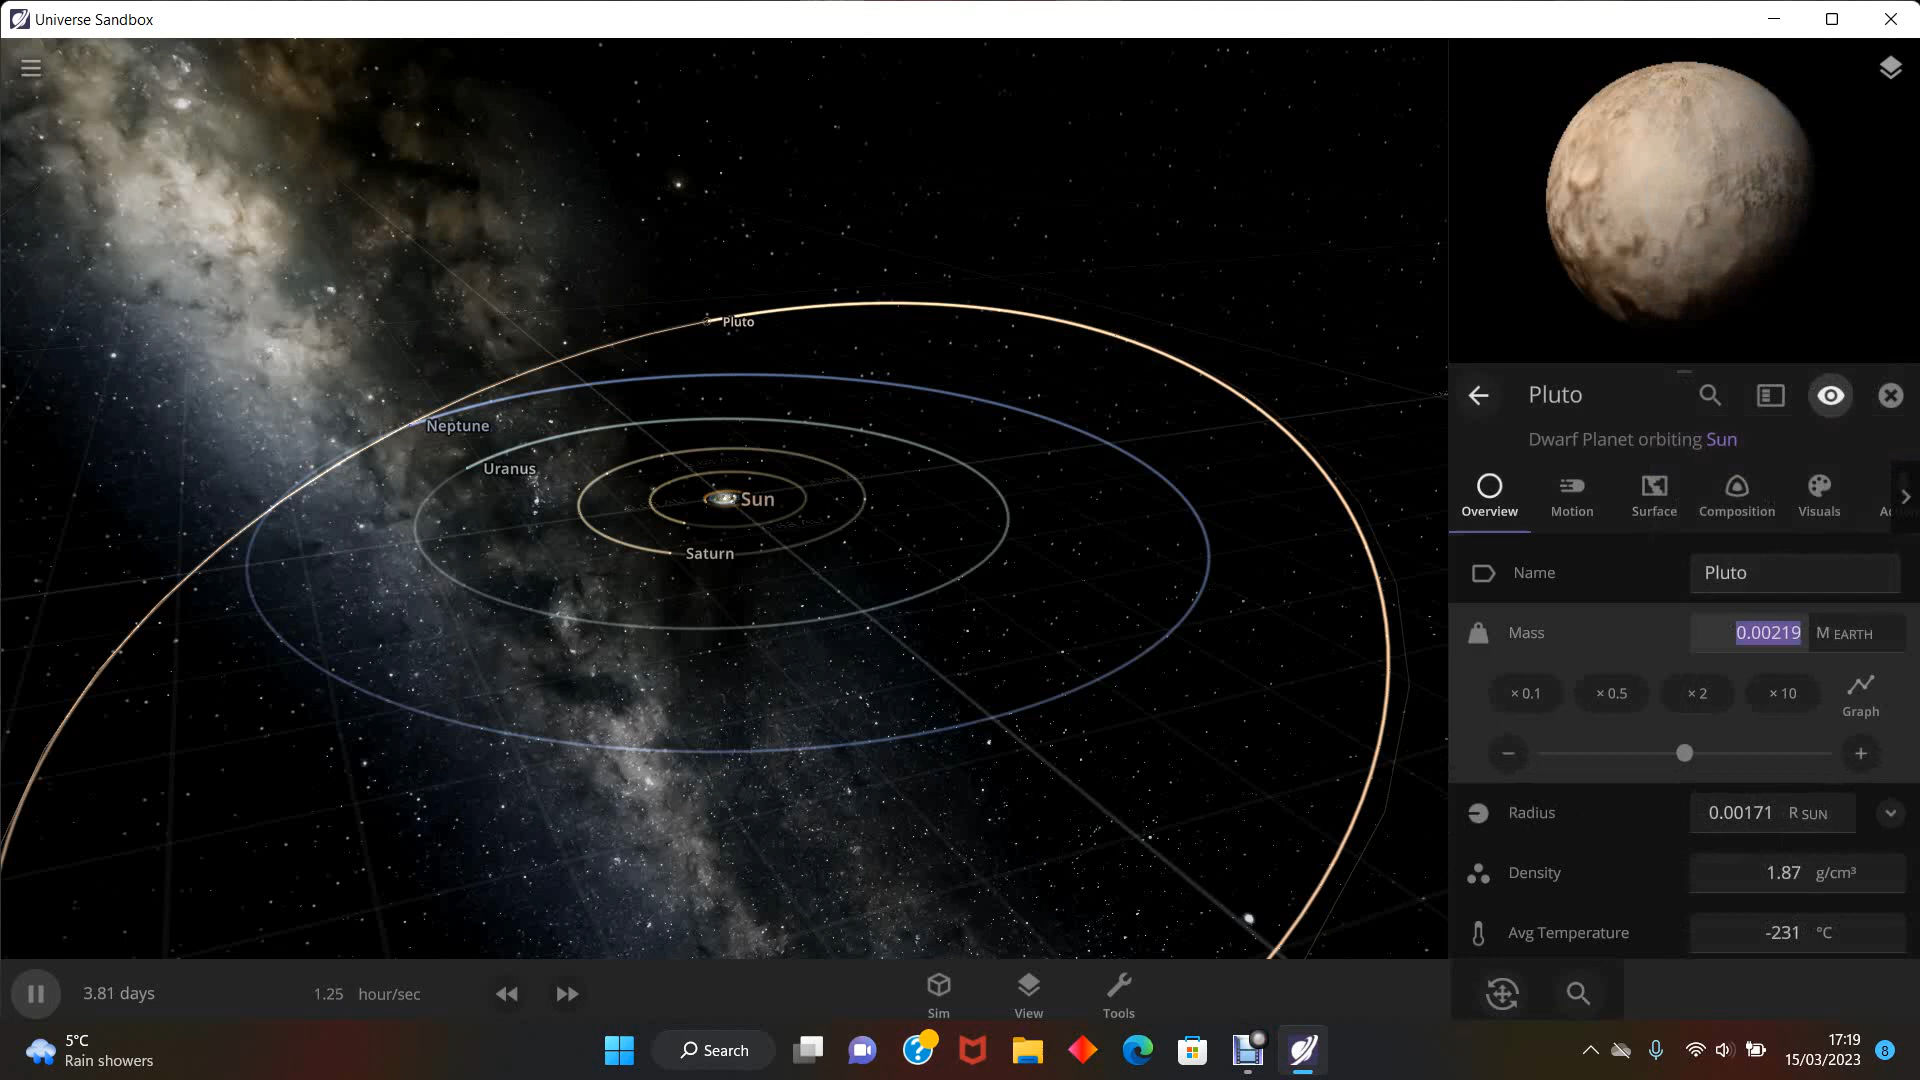 Universe Sandbox
Pluto
Neptune
Uranus
Sun
Saturn
Pluto
Dwarf Planet orbiting Sun
Overview Motion Surface Composition Visuals
Name Pluto
Mass 0.00219 M EARTH
× 0.1 × 0.5 × 2 × 10 Graph
Radius 0.00171 R SUN
Density 1.87 g/cm³
Avg Temperature -231 °C
3.81 days 1.25 hour/sec
Sim View Tools
5°C
Rain showers
Search
17:19
15/03/2023
8